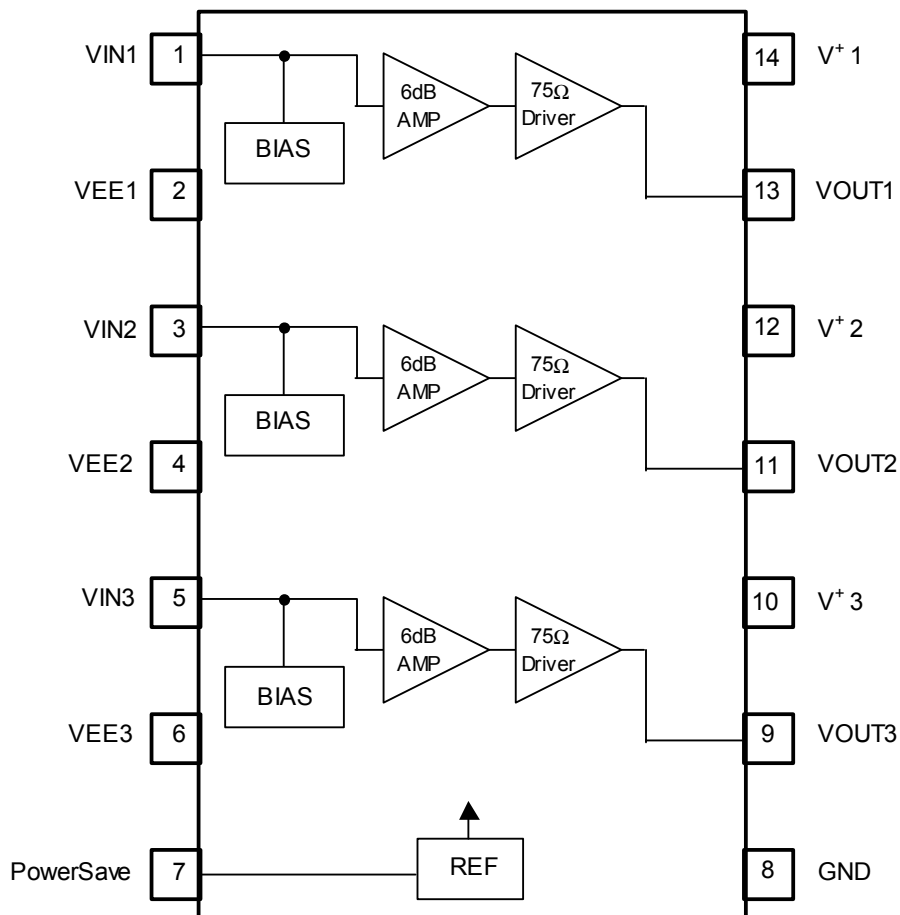 VIN1 1 14 V+ 1
6dB AMP
75Ω Driver
BIAS
VEE1 2 13 VOUT1
VIN2 3 12 V+ 2
6dB AMP
75Ω Driver
BIAS
VEE2 4 11 VOUT2
VIN3 5 10 V+ 3
6dB AMP
75Ω Driver
BIAS
VEE3 6 9 VOUT3
PowerSave 7 REF 8 GND